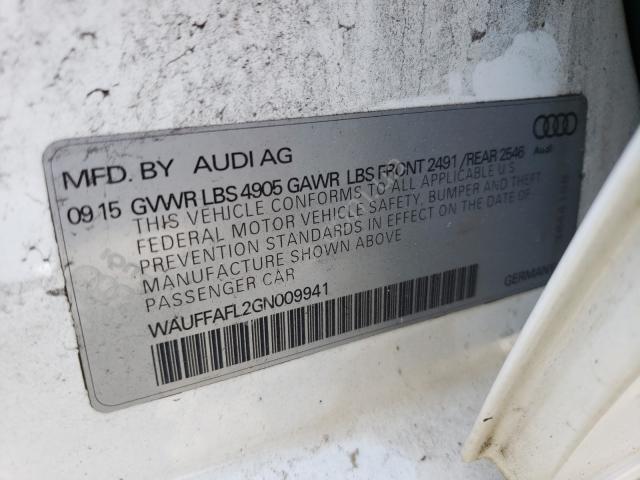 MFD. BY AUDI AG
Audi
09.15 GVWR LBS 4905 GAWR LBS FRONT 2491 /REAR 2546
THIS VEHICLE CONFORMS TO ALL APPLICABLE U.S.
FEDERAL MOTOR VEHICLE SAFETY, BUMPER AND THEFT
PREVENTION STANDARDS IN EFFECT ON THE DATE OF
MANUFACTURE SHOWN ABOVE
PASSENGER CAR
GERMAN
WAUFFAFL2GN009941